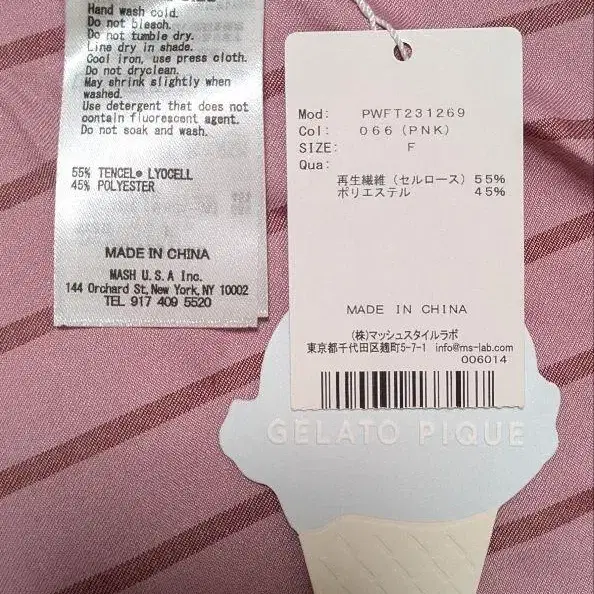 Hand wash cold.
Do not bleach.
Do not tumble dry.
Line dry in shade.
Cool iron, use press cloth.
Do not dryclean.
May shrink slightly when
washed.
Use detergent that does not
contain fluorescent agent.
Do not soak and wash.
55% TENCEL® LYOCELL
45% POLYESTER
MADE IN CHINA
MASH U.S.A Inc.
144 Orchard St, New York, NY 10002
TEL 917 409 5520
Mod: PWFT231269
Col: 066(PNK)
SIZE: F
Qua:
再生繊維（セルロース）55%
ポリエステル 45%
MADE IN CHINA
(株)マッシュスタイルラボ
東京都千代田区麹町5-7-1 info@ms-lab.com
006014
GELATO PIQUE